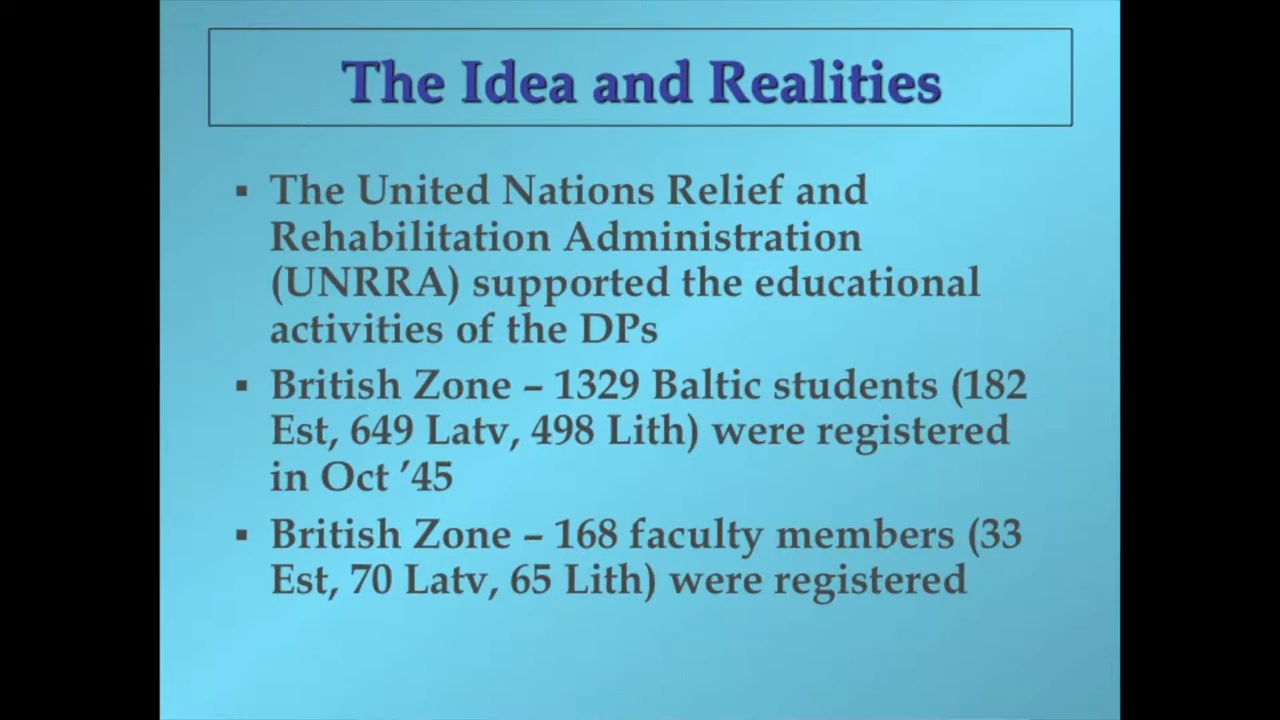 The Idea and Realities
▪ The United Nations Relief and
Rehabilitation Administration
(UNRRA) supported the educational
activities of the DPs
▪ British Zone – 1329 Baltic students (182
Est, 649 Latv, 498 Lith) were registered
in Oct ’45
▪ British Zone – 168 faculty members (33
Est, 70 Latv, 65 Lith) were registered